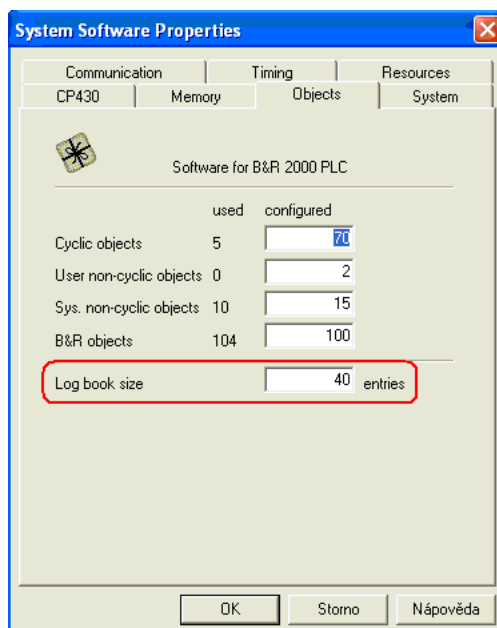 System Software Properties
Communication Timing Resources
CP430 Memory Objects System
Software for B&R 2000 PLC
used configured
Cyclic objects 5 70
User non-cyclic objects 0 2
Sys. non-cyclic objects 10 15
B&R objects 104 100
Log book size 40 entries
OK Storno Nápověda